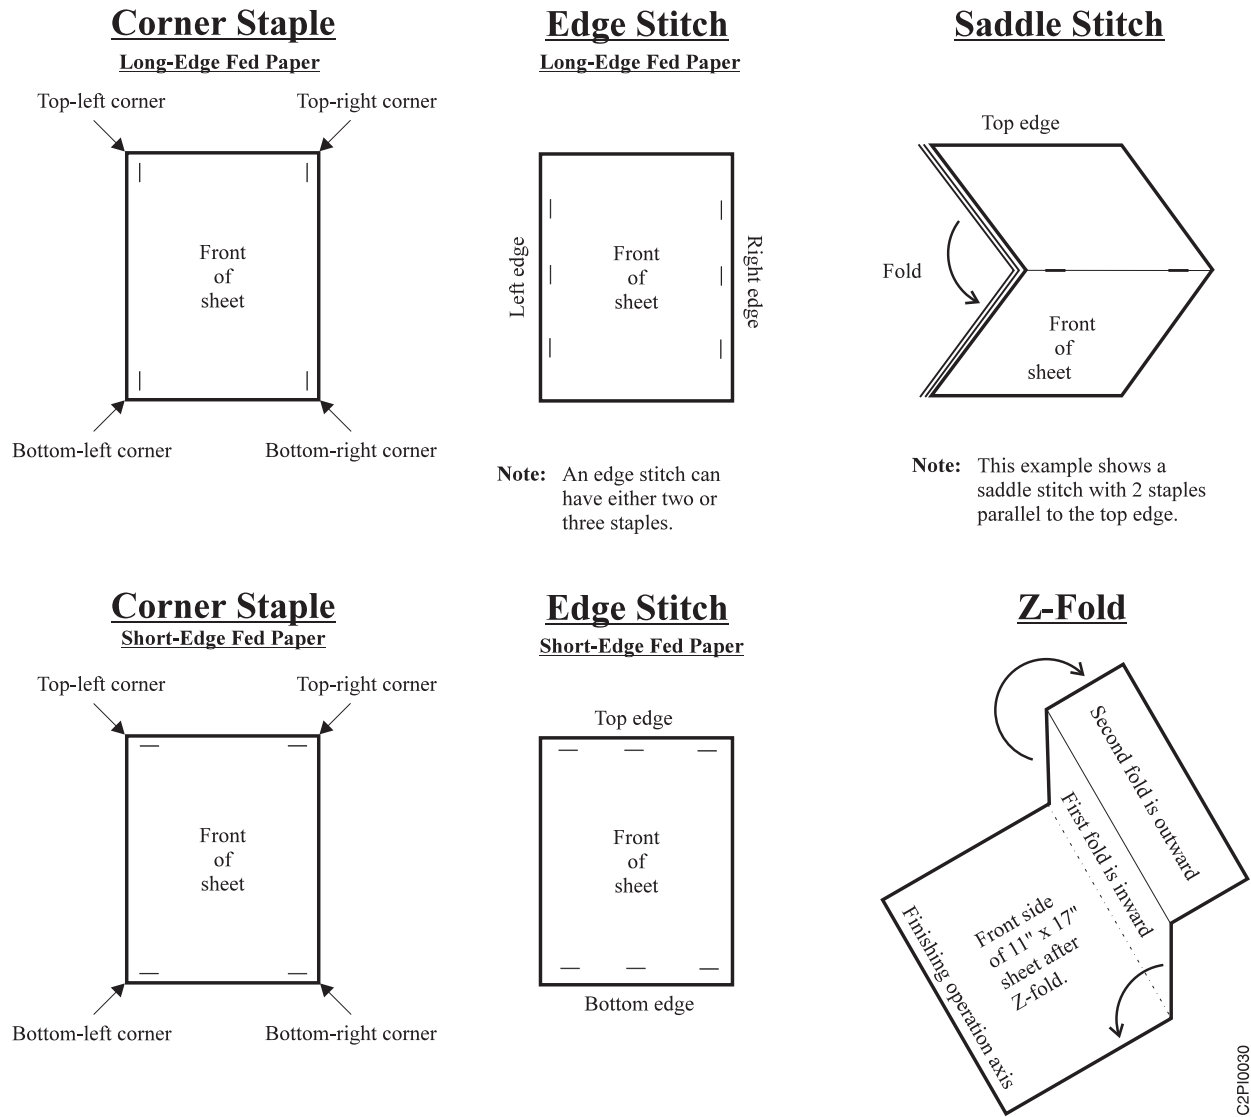 Corner Staple
Long-Edge Fed Paper
Top-left corner
Top-right corner
Front
of
sheet
Bottom-left corner
Bottom-right corner
Edge Stitch
Long-Edge Fed Paper
Left edge
Front
of
sheet
Right edge
Note: An edge stitch can
have either two or
three staples.
Saddle Stitch
Top edge
Fold
Front
of
sheet
Note: This example shows a
saddle stitch with 2 staples
parallel to the top edge.
Corner Staple
Short-Edge Fed Paper
Top-left corner
Top-right corner
Front
of
sheet
Bottom-left corner
Bottom-right corner
Edge Stitch
Short-Edge Fed Paper
Top edge
Front
of
sheet
Bottom edge
Z-Fold
Second fold is outward
First fold is inward
Front side
of 11" x 17"
sheet after
Z-fold.
Finishing operation axis
C2PI0030